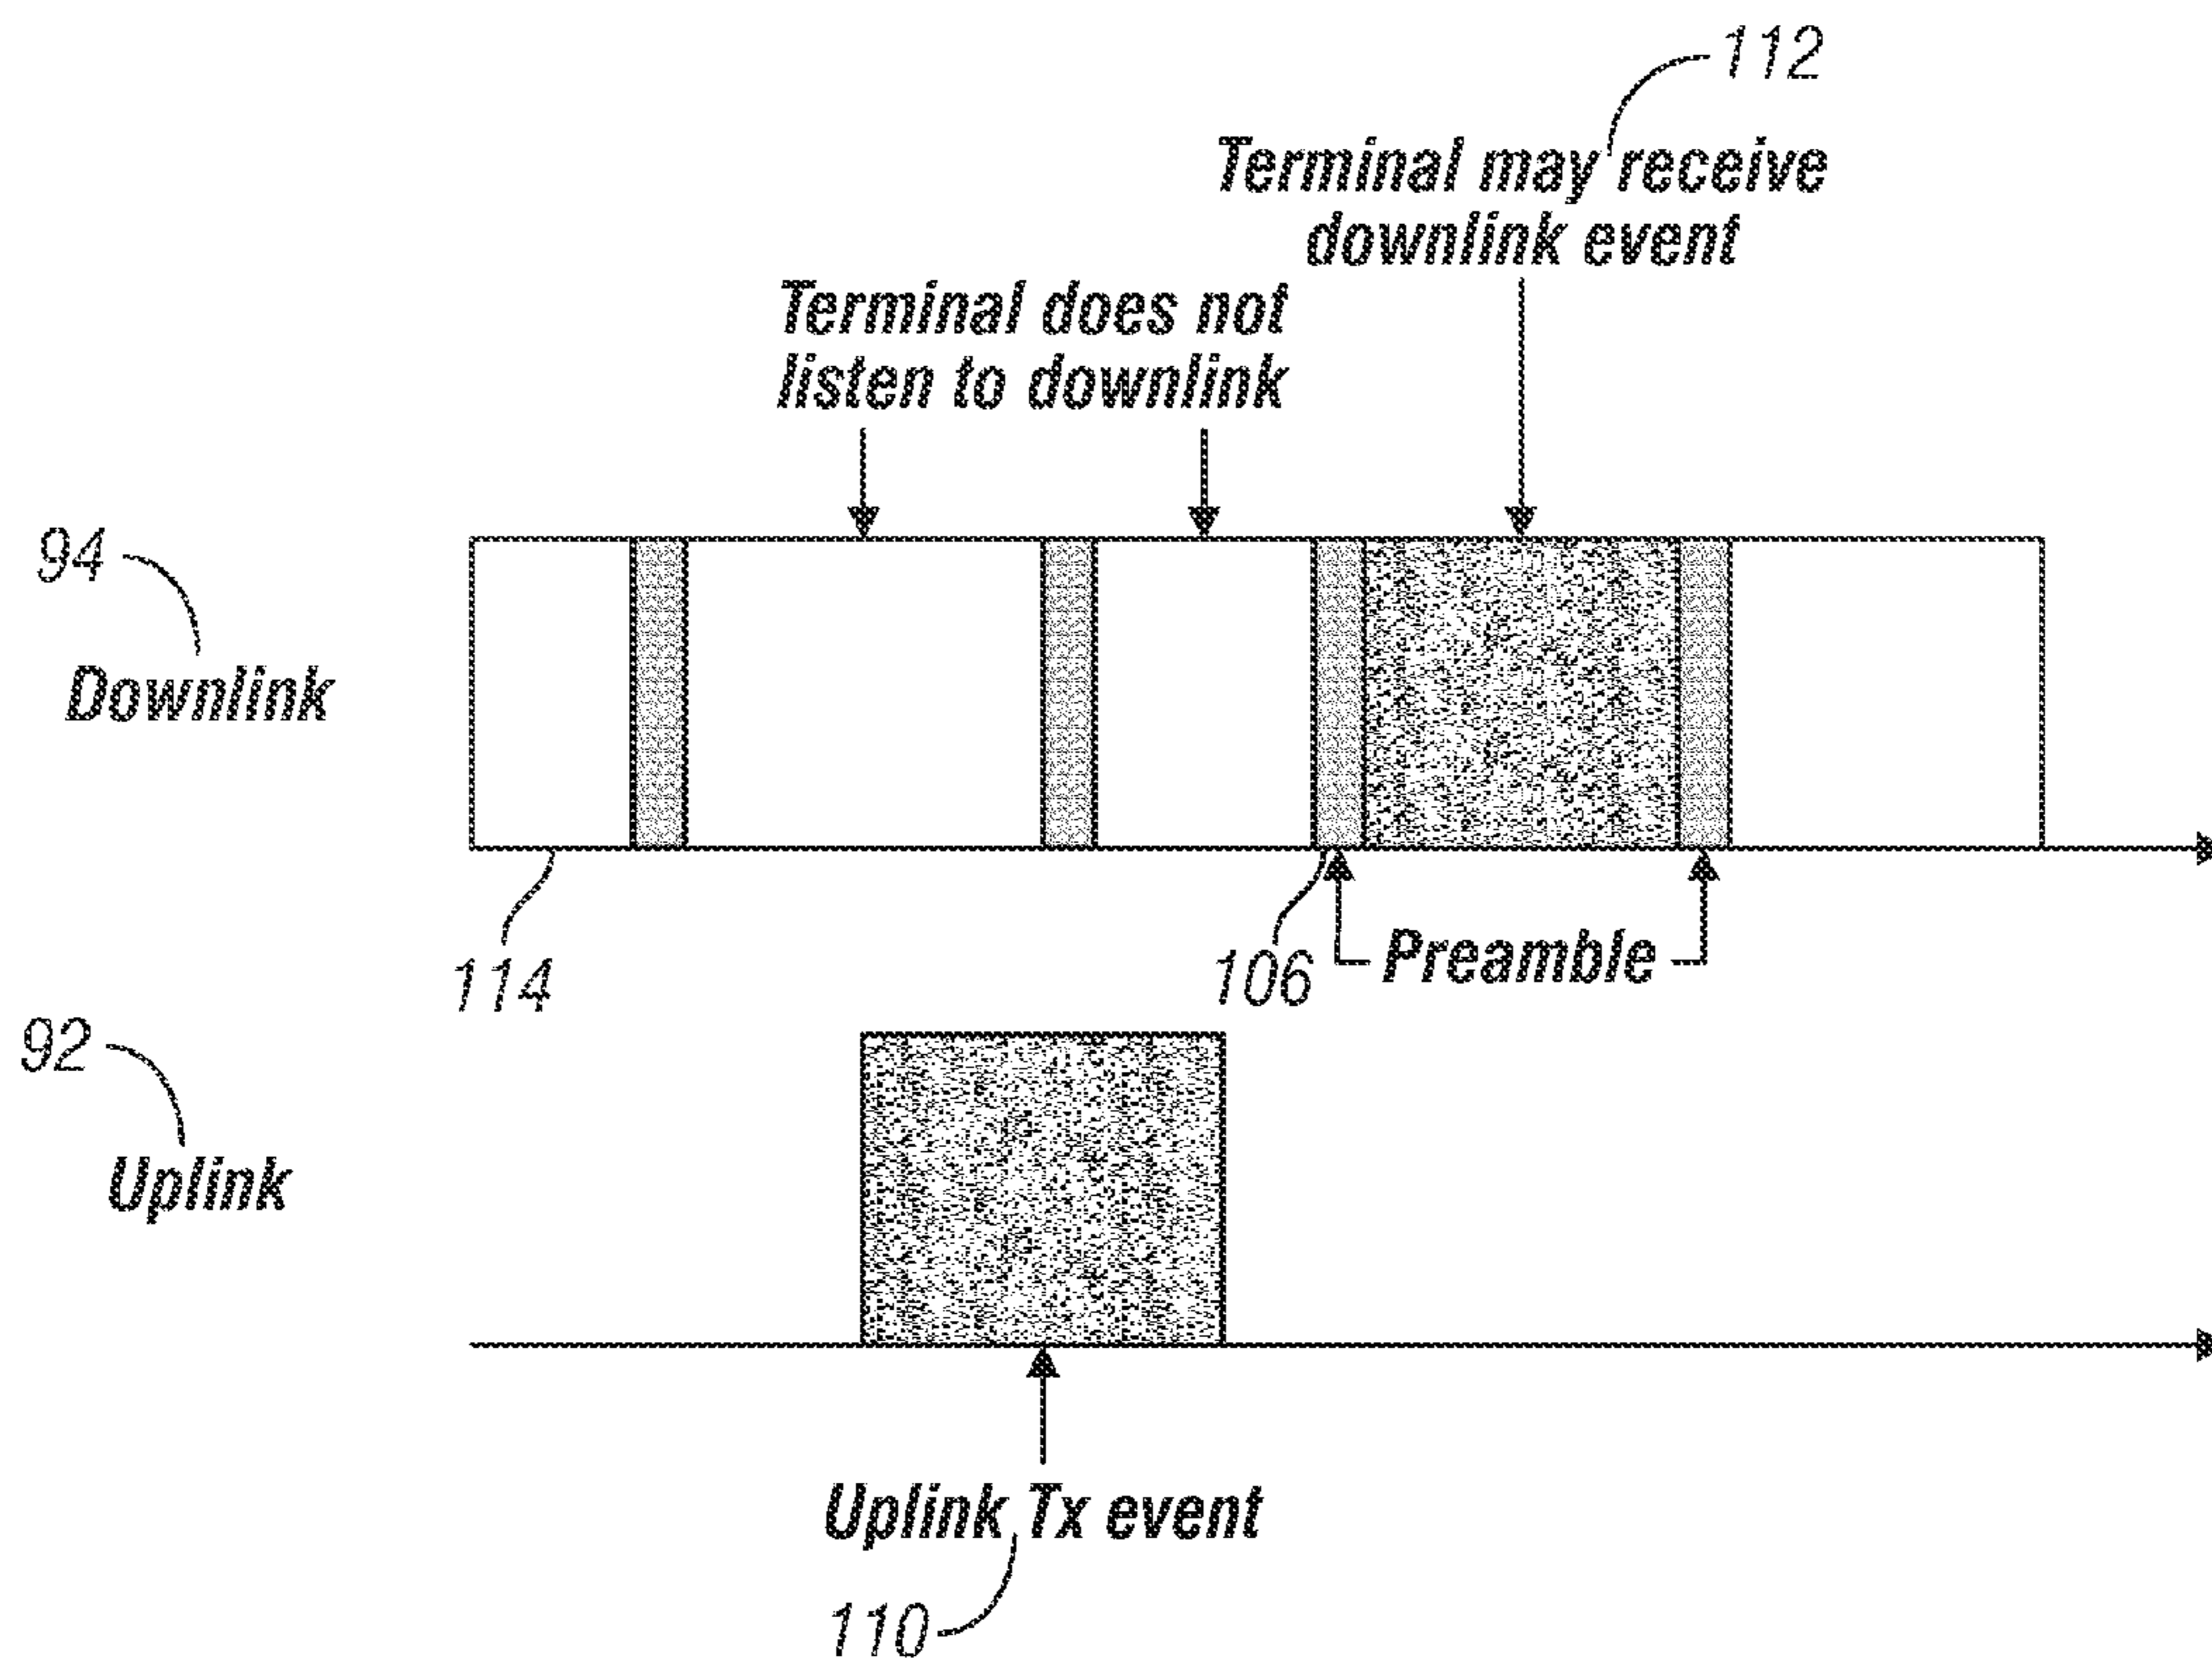 112
Terminal may receive
downlink event
Terminal does not
listen to downlink
94
Downlink
114
106
Preamble
92
Uplink
Uplink Tx event
110